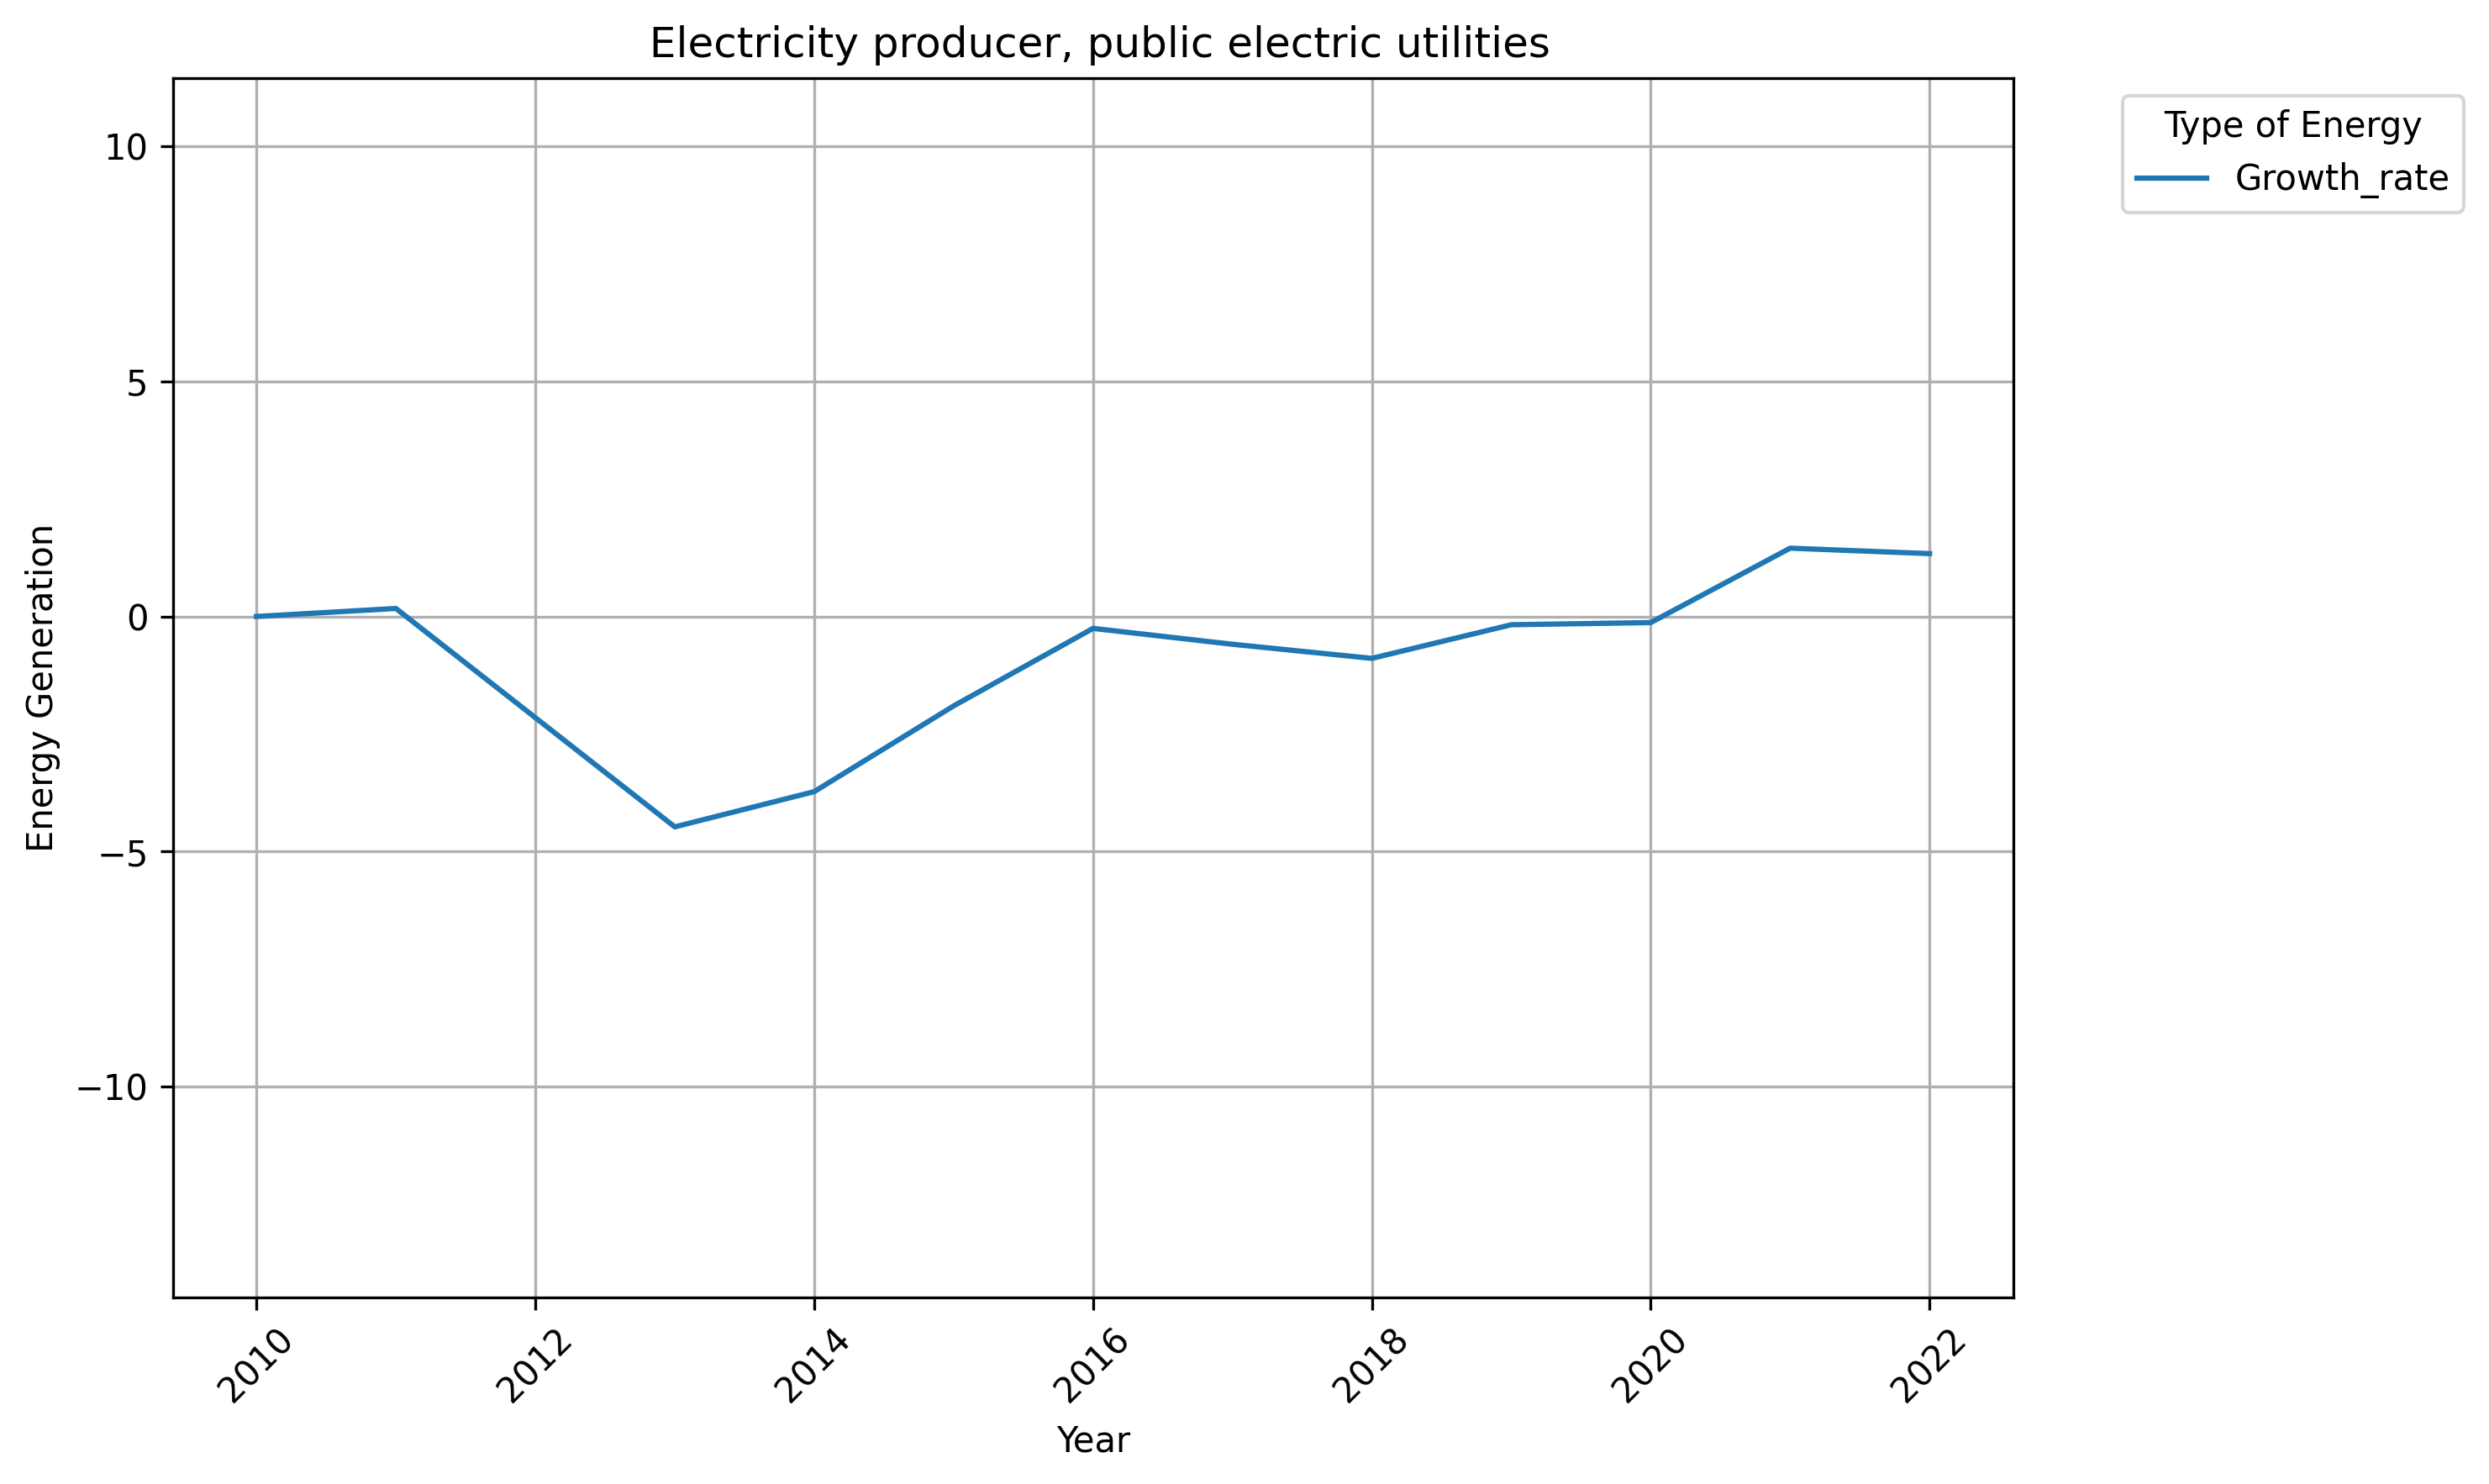 Electricity producer, public electric utilities
Type of Energy
Growth_rate
10
5
0
−5
−10
Energy Generation
2010
2012
2014
2016
2018
2020
2022
Year